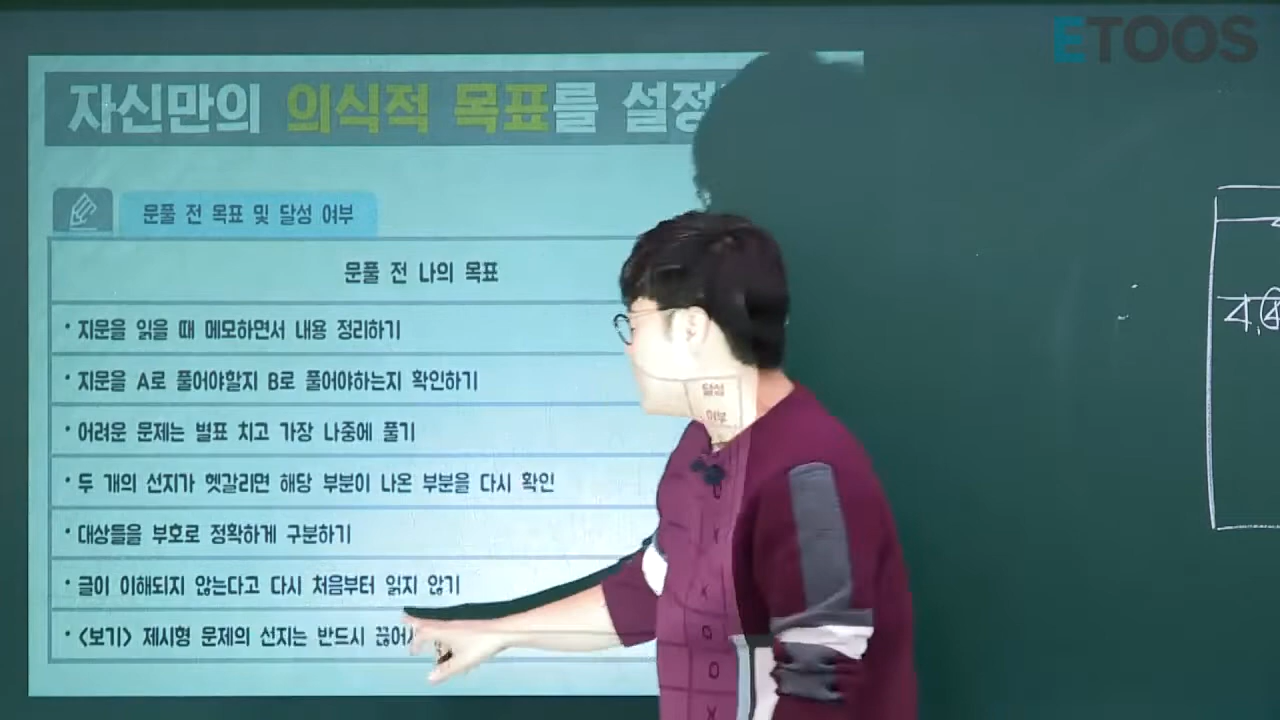 ETOOS
자신만의 의식적 목표를 설정
문풀 전 목표 및 달성 여부
문풀 전 나의 목표
달성
여부
· 지문을 읽을 때 메모하면서 내용 정리하기
· 지문을 A로 풀어야할지 B로 풀어야하는지 확인하기
· 어려운 문제는 별표 치고 가장 나중에 풀기
· 두 개의 선지가 헷갈리면 해당 부분이 나온 부분을 다시 확인
· 대상들을 부호로 정확하게 구분하기
· 글이 이해되지 않는다고 다시 처음부터 읽지 않기
X
· <보기> 제시형 문제의 선지는 반드시 끊어
O
O
X